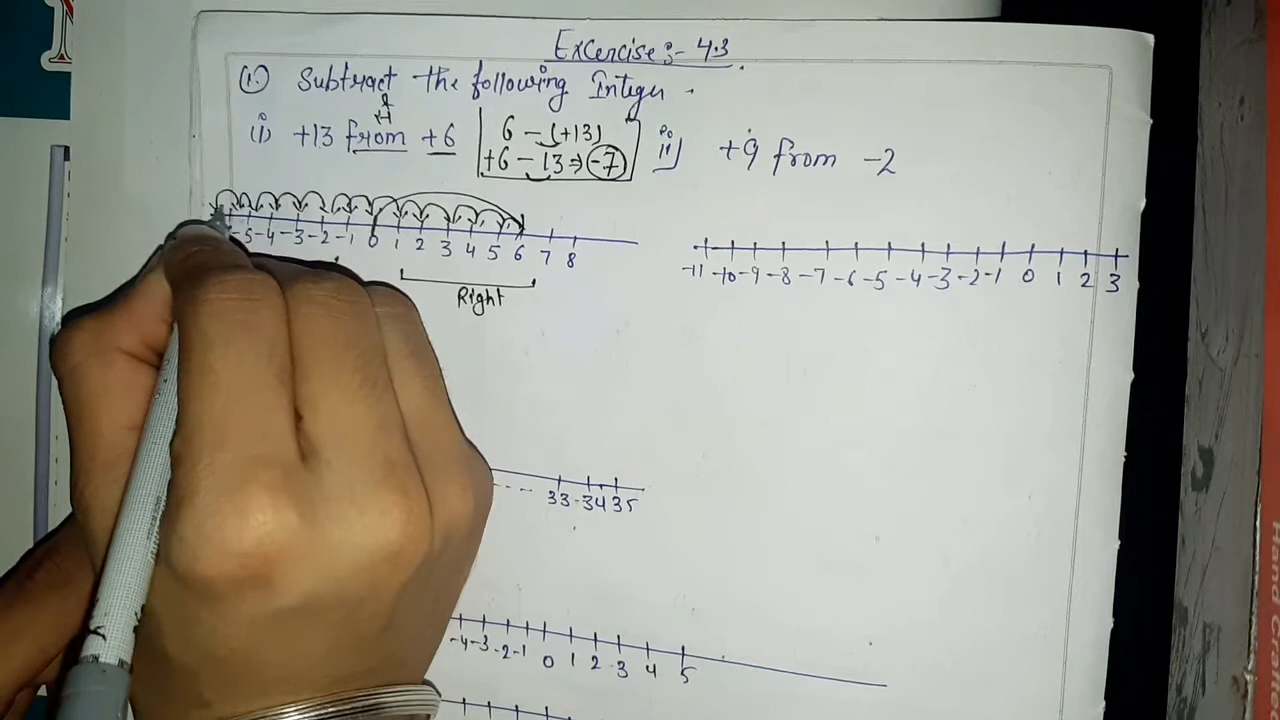 Excercise:- 4.3
(1.) Subtract the following Integer.
(i) +13 from +6
6 - (+13)
+6 - 13 ⇒ -7
ii) +9 from -2
-5 -4 -3 -2 -1 0 1 2 3 4 5 6 7 8
Right
-11 -10 -9 -8 -7 -6 -5 -4 -3 -2 -1 0 1 2 3
33 34 35
-4 -3 -2 -1 0 1 2 3 4 5
Hand Crafte